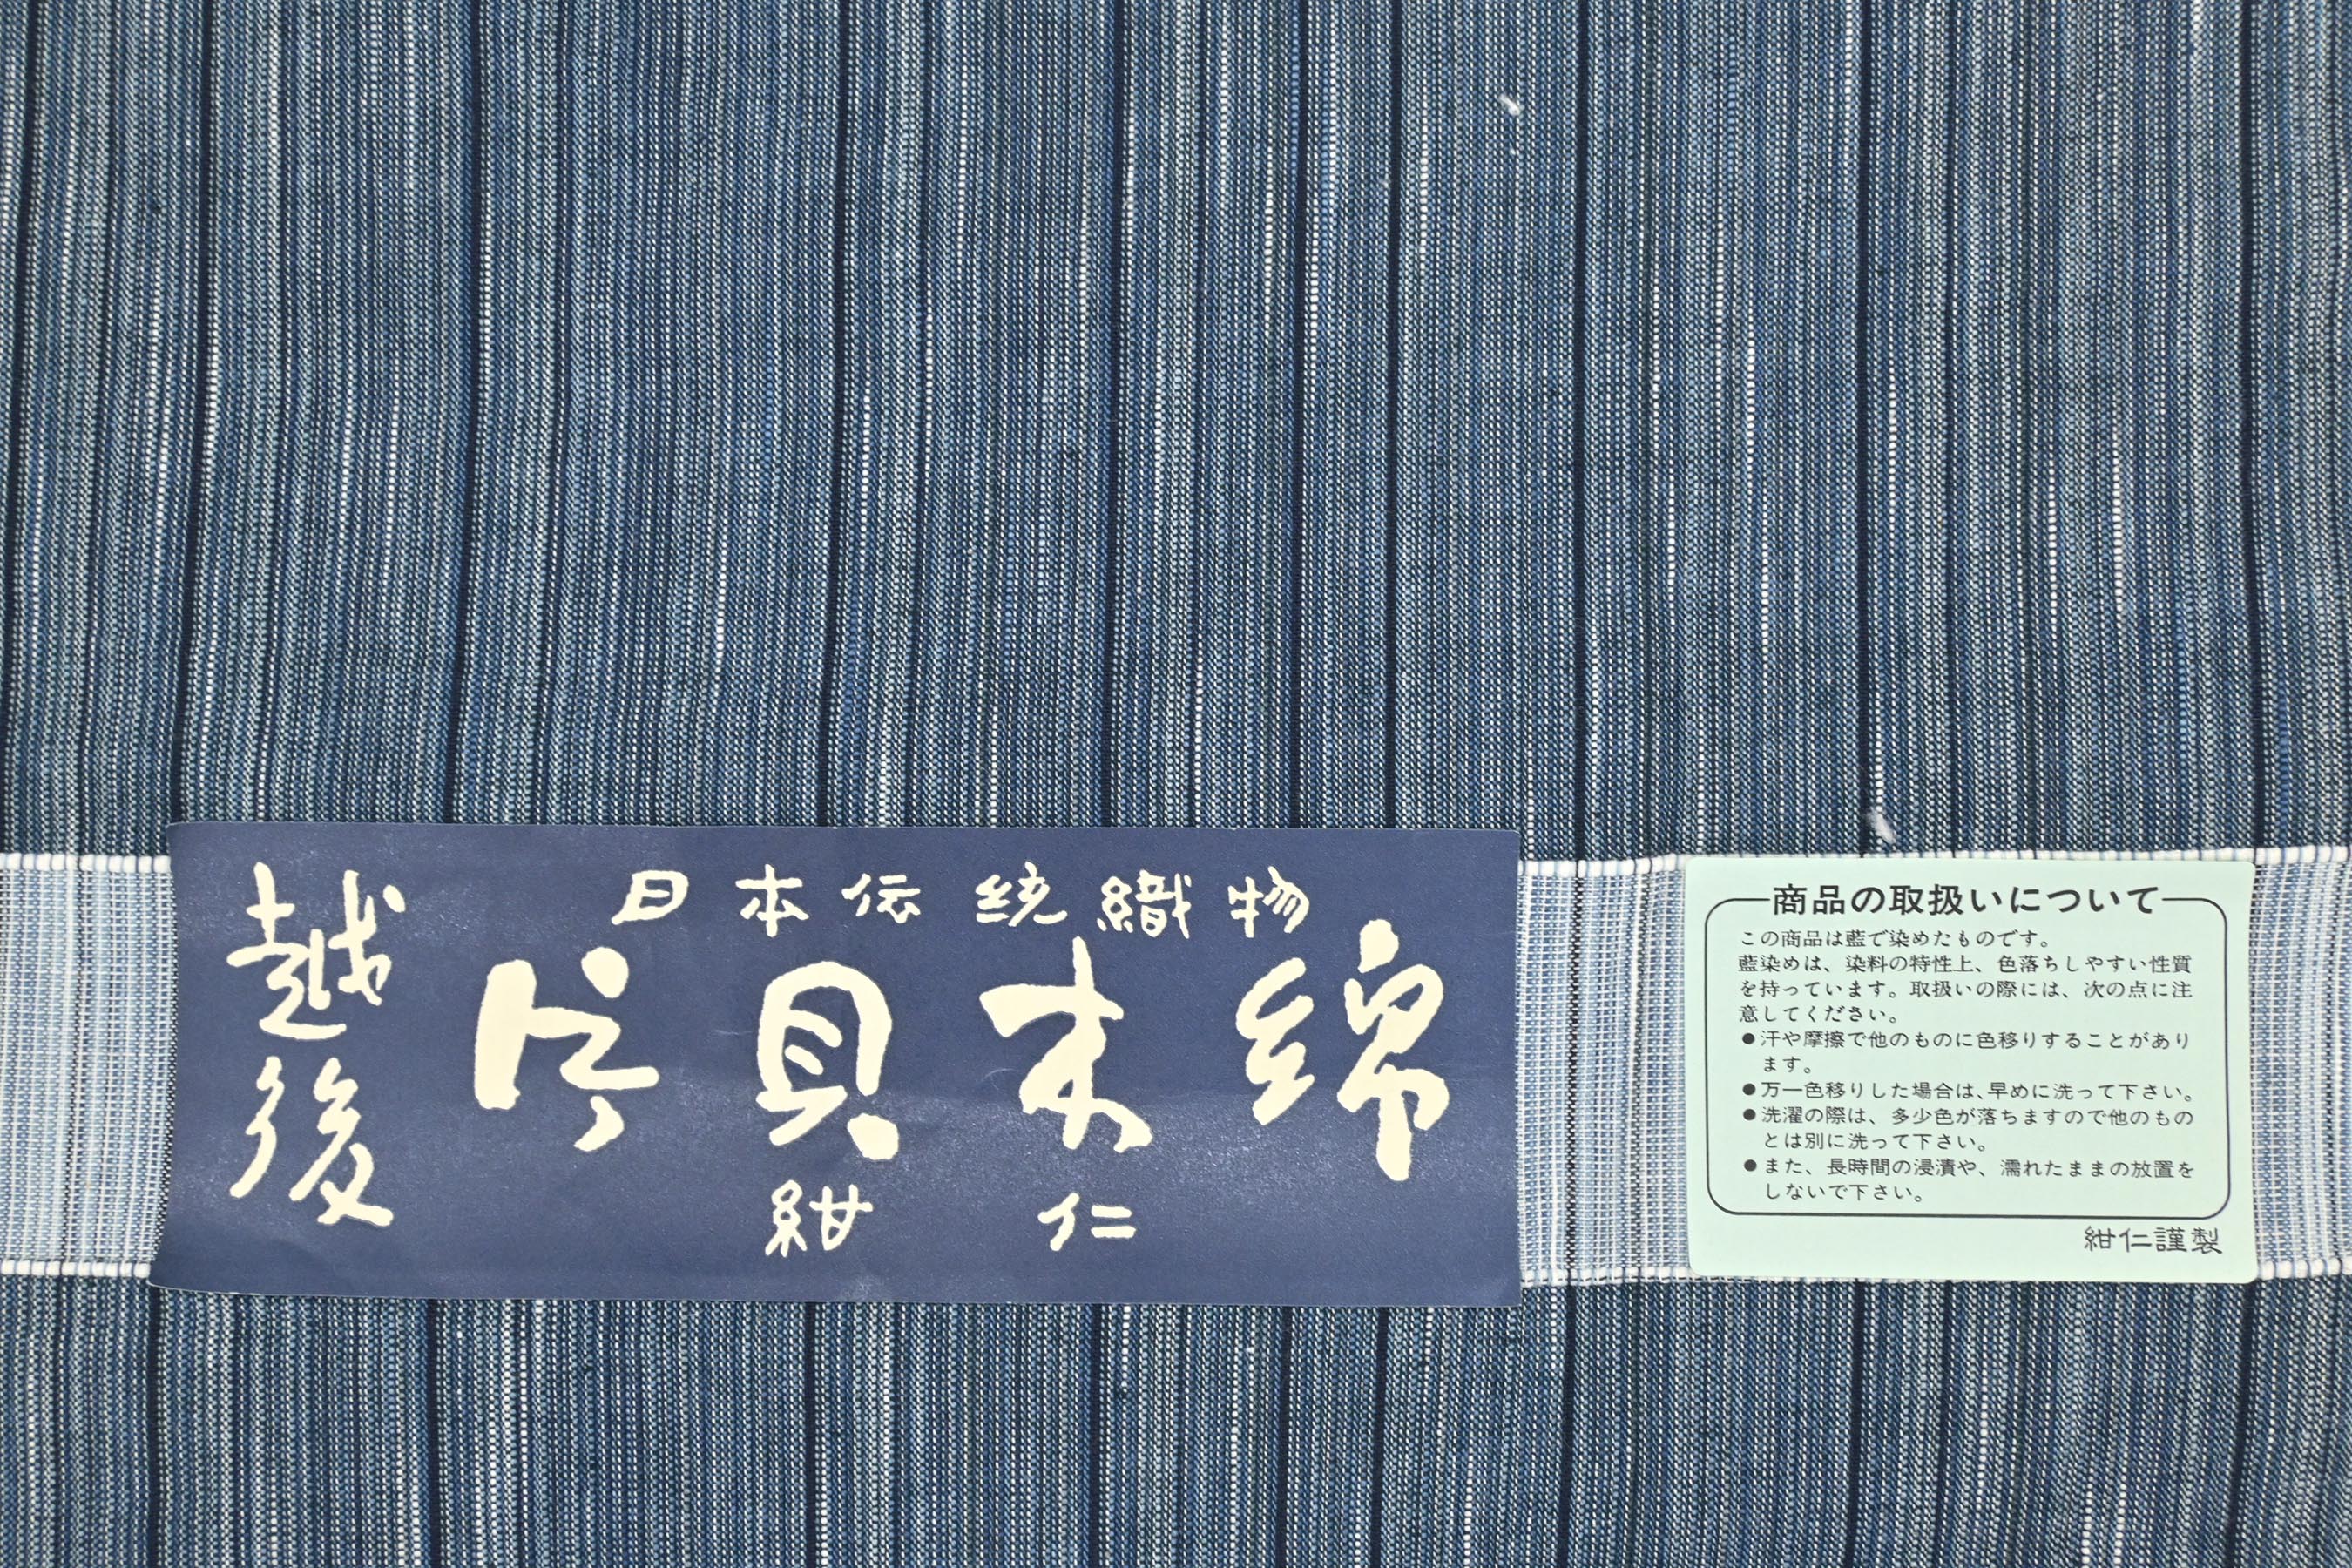 越後
日本伝統織物
片貝木綿
紺仁
商品の取扱いについて
この商品は藍で染めたものです。
藍染めは、染料の特性上、色落ちしやすい性質
を持っています。取扱いの際には、次の点に注
意してください。
●汗や摩擦で他のものに色移りすることがあり
ます。
●万一色移りした場合は、早めに洗って下さい。
●洗濯の際は、多少色が落ちますので他のもの
とは別に洗って下さい。
●また、長時間の浸漬や、濡れたままの放置を
しないで下さい。
紺仁謹製